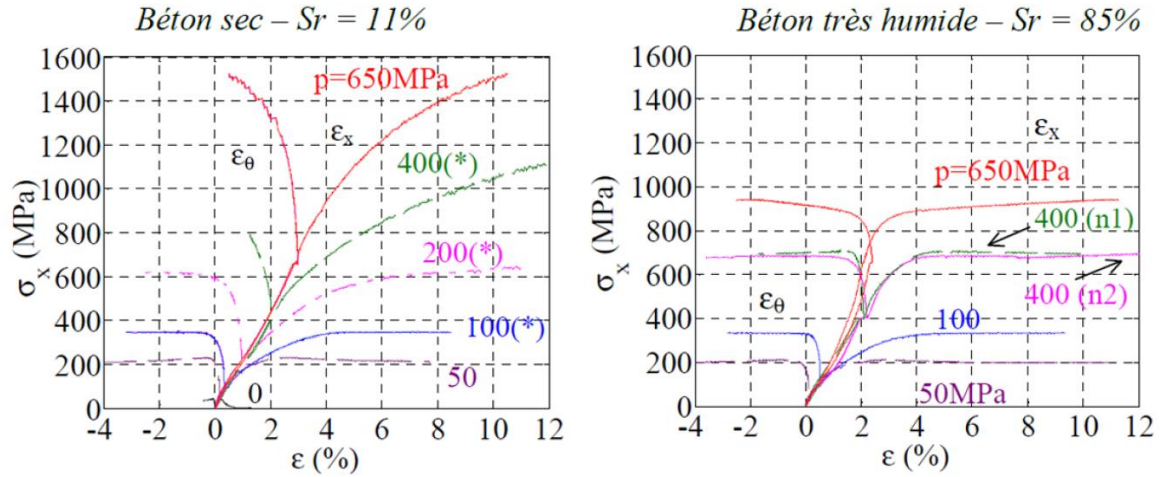 Béton sec – Sr = 11%
1600
1400
1200
1000
800
600
400
200
0
σx (MPa)
p=650MPa
εx
εθ
400(*)
200(*)
100(*)
50
0
-4 -2 0 2 4 6 8 10 12
ε (%)
Béton très humide – Sr = 85%
1600
1400
1200
1000
800
600
400
200
0
σx (MPa)
εx
p=650MPa
400 (n1)
400 (n2)
εθ
100
50MPa
-4 -2 0 2 4 6 8 10 12
ε (%)